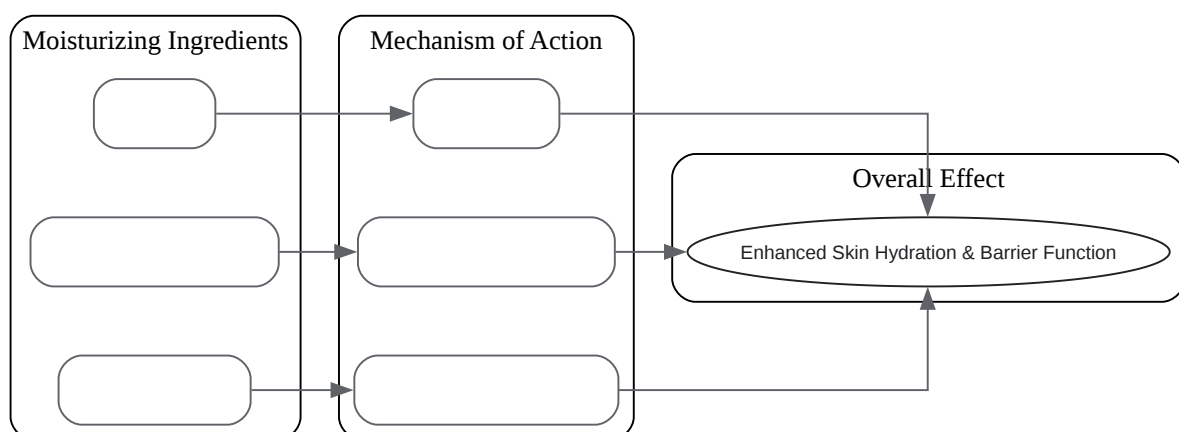 Moisturizing Ingredients
Mechanism of Action
Overall Effect
Enhanced Skin Hydration & Barrier Function